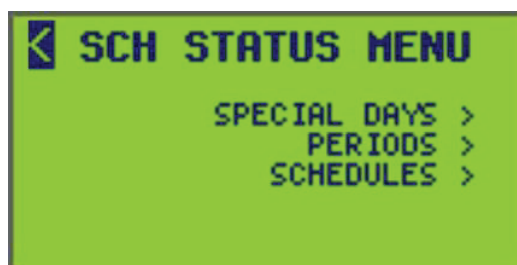 < SCH STATUS MENU
SPECIAL DAYS >
PERIODS >
SCHEDULES >